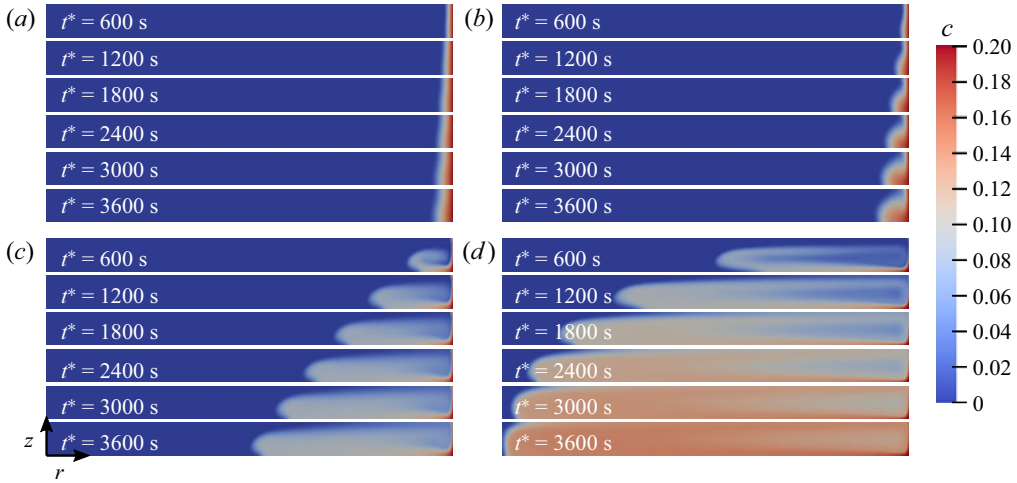 (a)
t* = 600 s
t* = 1200 s
t* = 1800 s
t* = 2400 s
t* = 3000 s
t* = 3600 s
(b)
t* = 600 s
t* = 1200 s
t* = 1800 s
t* = 2400 s
t* = 3000 s
t* = 3600 s
(c)
t* = 600 s
t* = 1200 s
t* = 1800 s
t* = 2400 s
t* = 3000 s
t* = 3600 s
z
r
(d)
t* = 600 s
t* = 1200 s
t* = 1800 s
t* = 2400 s
t* = 3000 s
t* = 3600 s
c
0.20
0.18
0.16
0.14
0.12
0.10
0.08
0.06
0.04
0.02
0